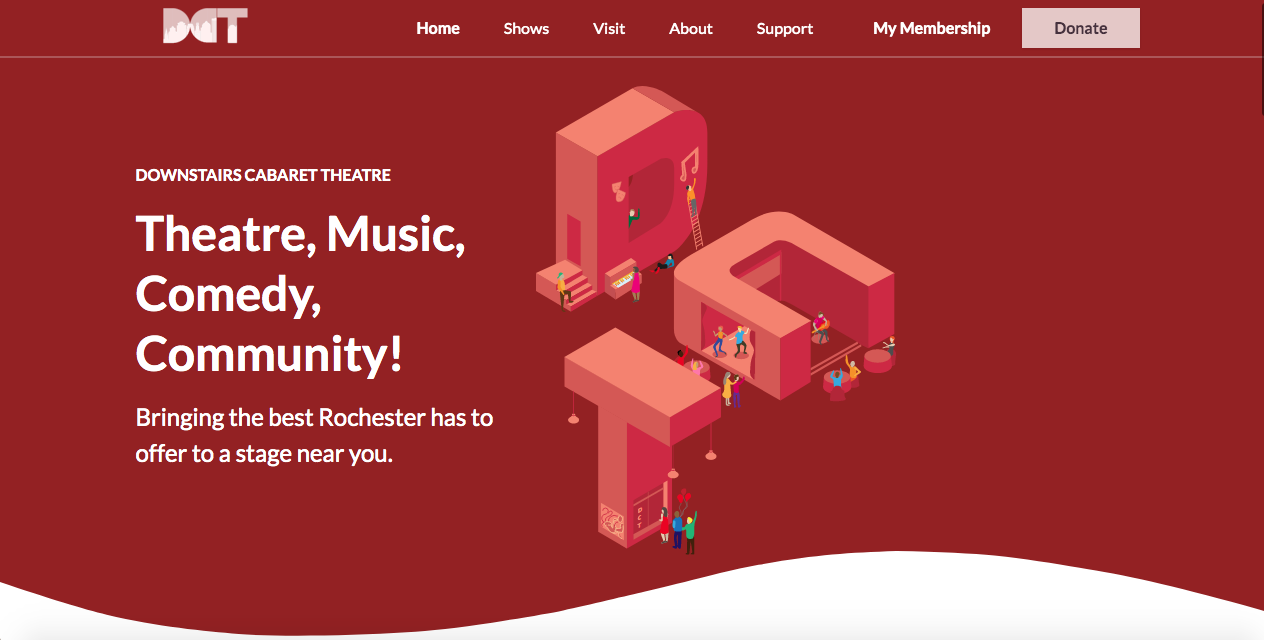 DCT
Home
Shows
Visit
About
Support
My Membership
Donate
DOWNSTAIRS CABARET THEATRE
Theatre, Music,
Comedy,
Community!
Bringing the best Rochester has to
offer to a stage near you.
D
C
T
DCT